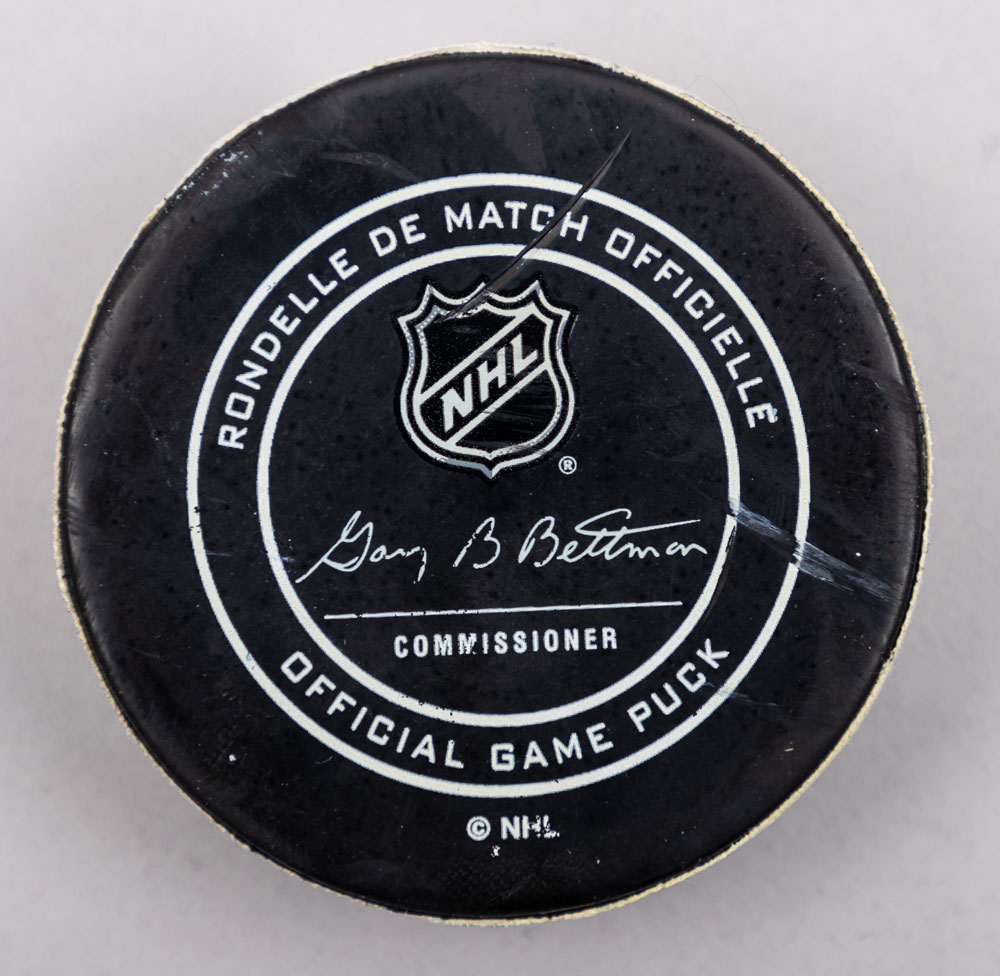 RONDELLE DE MATCH OFFICIELLE
NHL
®
Gary B Bettman
COMMISSIONER
OFFICIAL GAME PUCK
© NHL